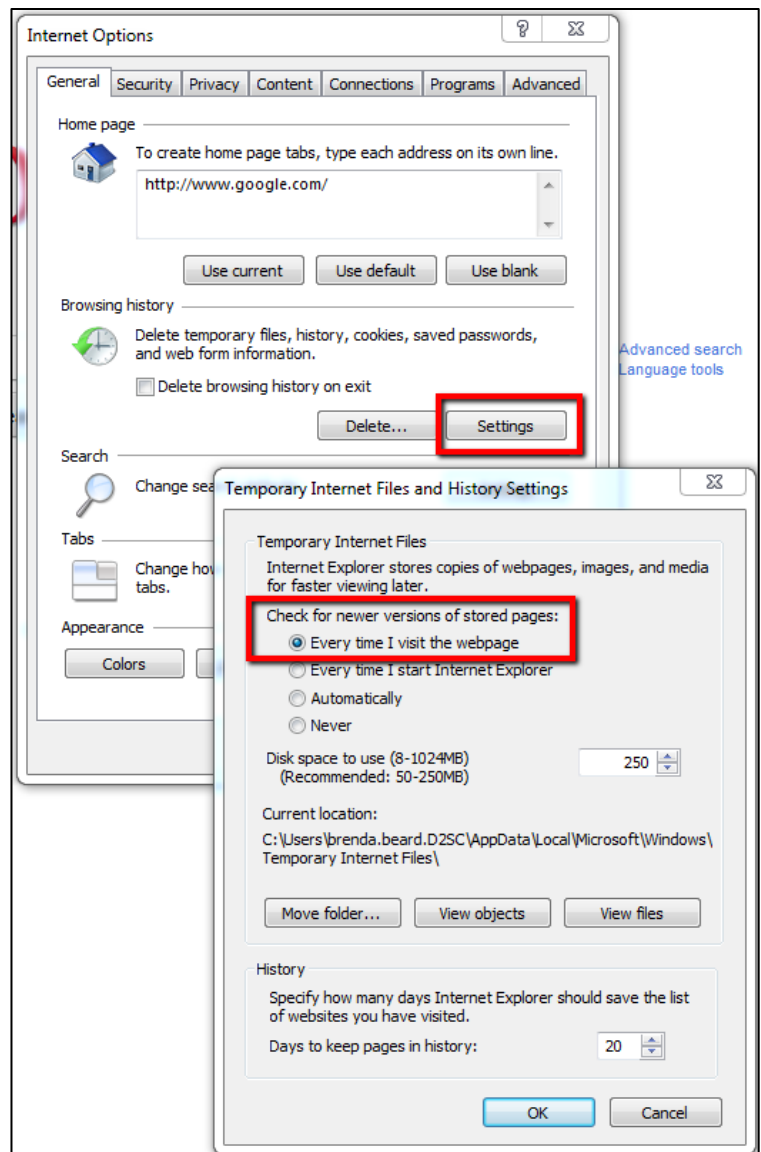 Internet Options
General Security Privacy Content Connections Programs Advanced
Home page
To create home page tabs, type each address on its own line.
http://www.google.com/
Use current Use default Use blank
Browsing history
Delete temporary files, history, cookies, saved passwords,
and web form information.
Delete browsing history on exit
Delete... Settings
Advanced search
Language tools
Search
Change
Tabs
Change
tabs.
Appearance
Colors
Temporary Internet Files and History Settings
Temporary Internet Files
Internet Explorer stores copies of webpages, images, and media
for faster viewing later.
Check for newer versions of stored pages:
Every time I visit the webpage
Every time I start Internet Explorer
Automatically
Never
Disk space to use (8-1024MB)
(Recommended: 50-250MB)
250
Current location:
C:\Users\brenda.beard.D2SC\AppData\Local\Microsoft\Windows\
Temporary Internet Files\
Move folder... View objects View files
History
Specify how many days Internet Explorer should save the list
of websites you have visited.
Days to keep pages in history: 20
OK Cancel